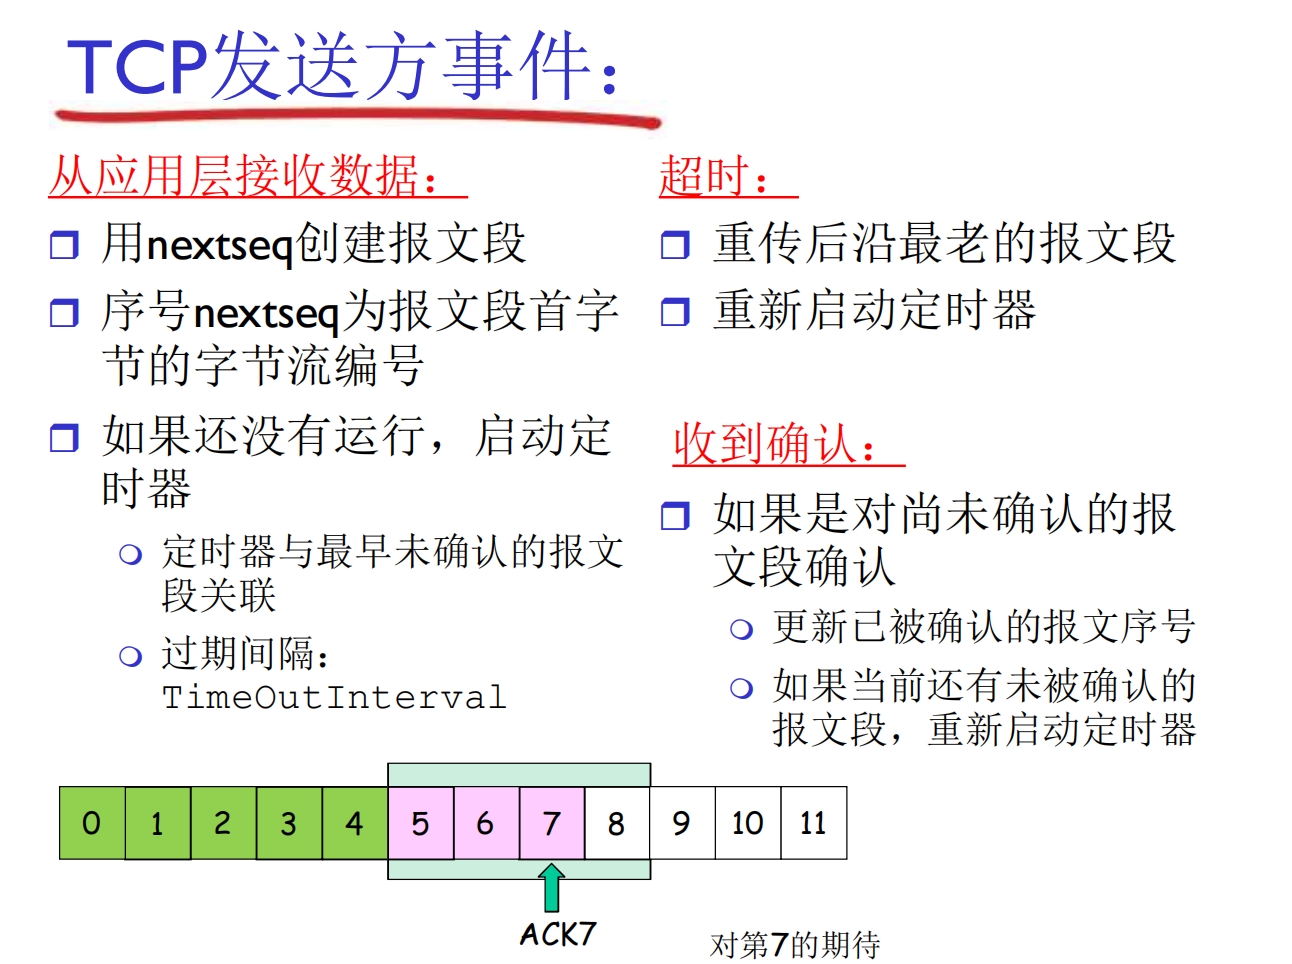 TCP发送方事件：
从应用层接收数据：
用nextseq创建报文段
序号nextseq为报文段首字
节的字节流编号
如果还没有运行，启动定
时器
定时器与最早未确认的报文
段关联
过期间隔：
TimeOutInterval
超时：
重传后沿最老的报文段
重新启动定时器
收到确认：
如果是对尚未确认的报
文段确认
更新已被确认的报文序号
如果当前还有未被确认的
报文段，重新启动定时器
0 1 2 3 4 5 6 7 8 9 10 11
ACK7
对第7的期待